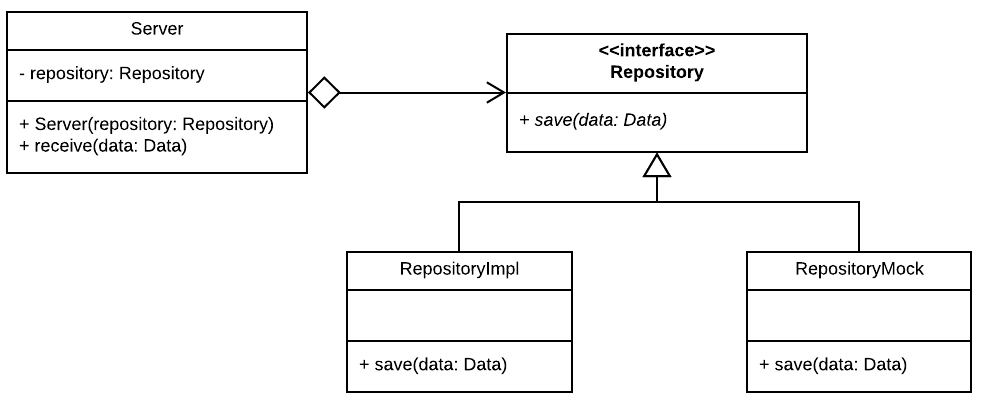 Server
- repository: Repository
+ Server(repository: Repository)
+ receive(data: Data)
<<interface>>
Repository
+ save(data: Data)
RepositoryImpl
+ save(data: Data)
RepositoryMock
+ save(data: Data)